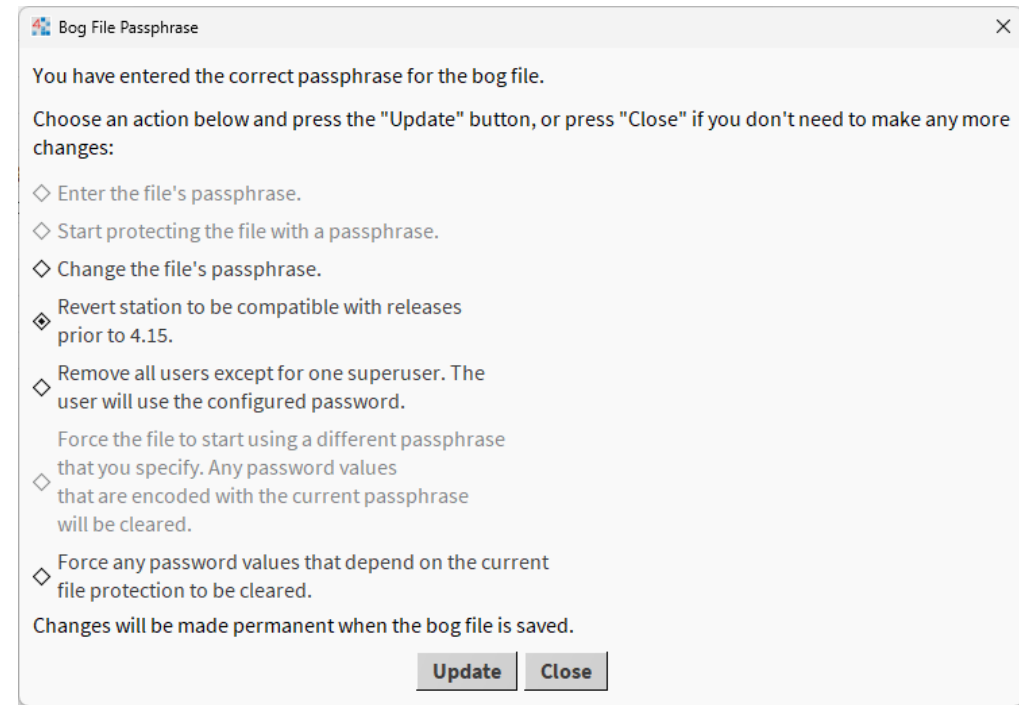 Bog File Passphrase
You have entered the correct passphrase for the bog file.
Choose an action below and press the "Update" button, or press "Close" if you don't need to make any more
changes:
Enter the file's passphrase.
Start protecting the file with a passphrase.
Change the file's passphrase.
Revert station to be compatible with releases
prior to 4.15.
Remove all users except for one superuser. The
user will use the configured password.
Force the file to start using a different passphrase
that you specify. Any password values
that are encoded with the current passphrase
will be cleared.
Force any password values that depend on the current
file protection to be cleared.
Changes will be made permanent when the bog file is saved.
Update Close